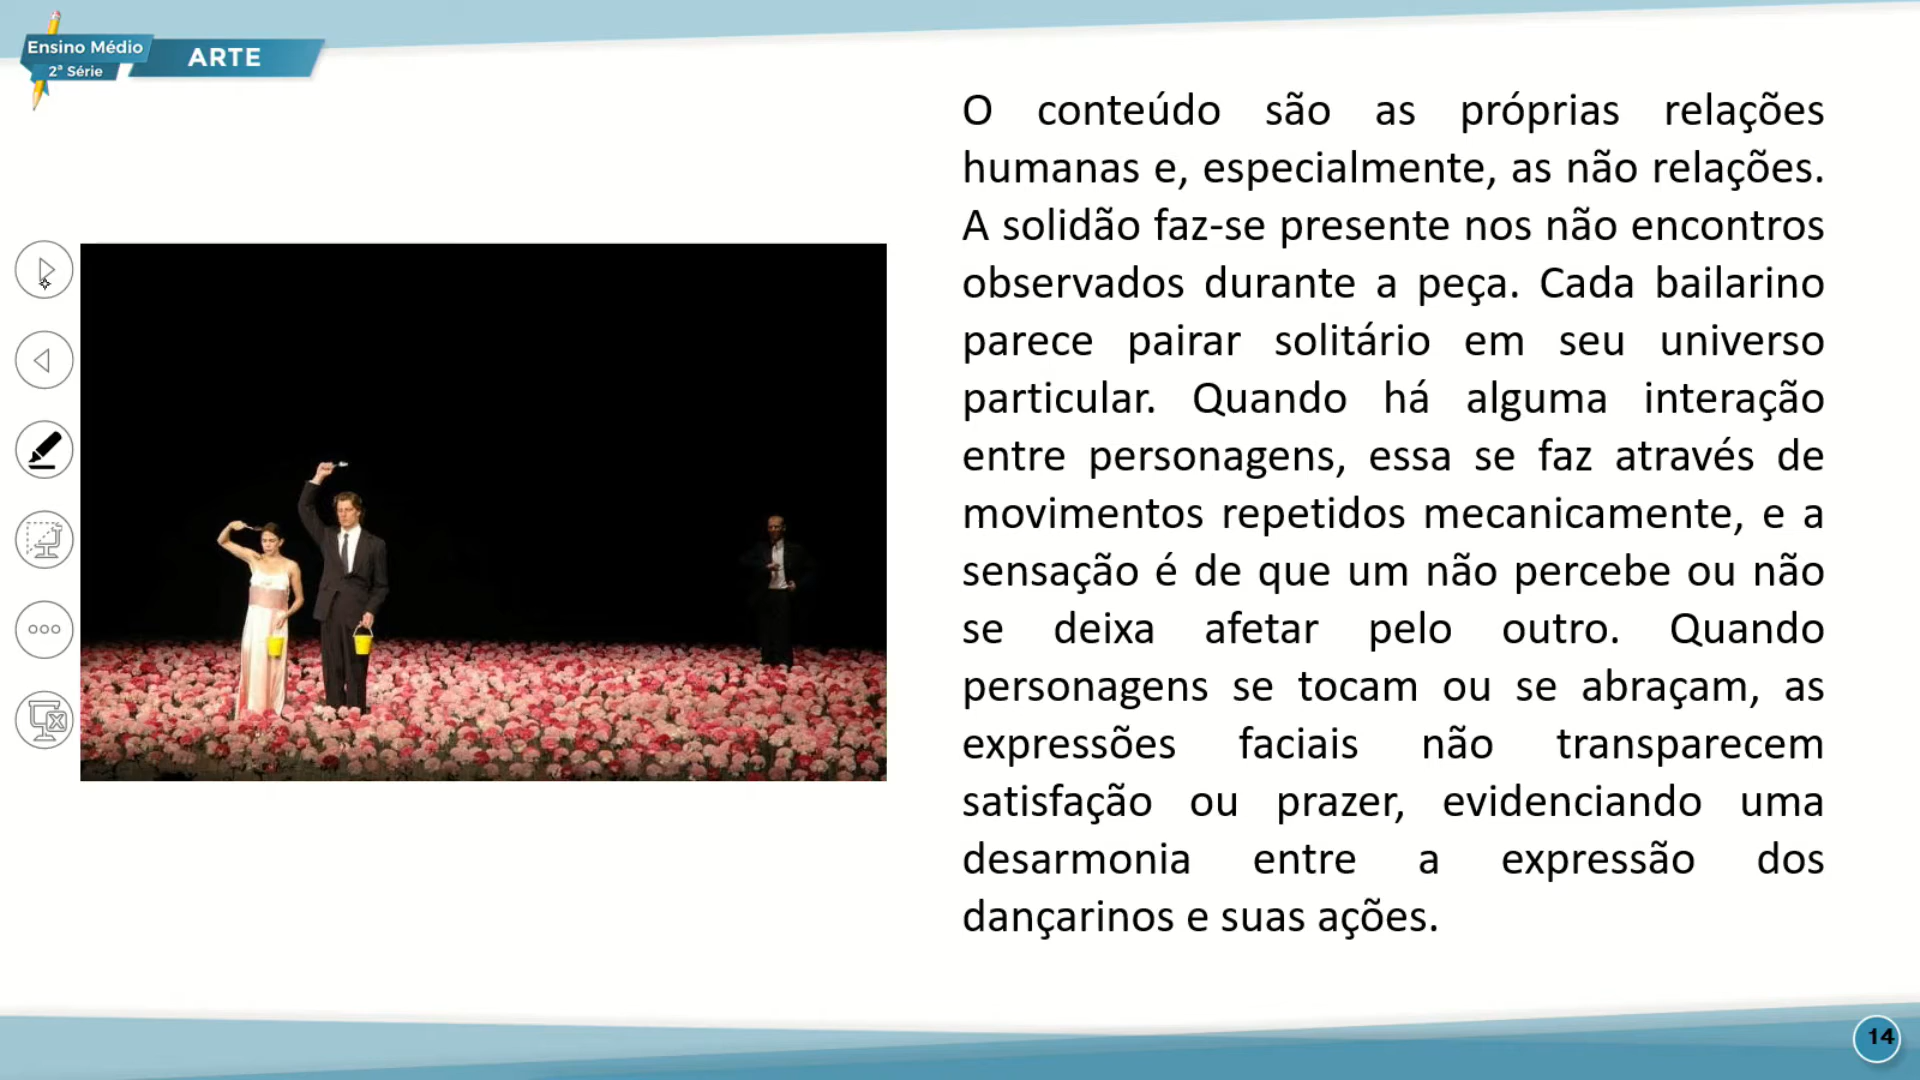 Ensino Médio
2ª Série
ARTE
O conteúdo são as próprias relações
humanas e, especialmente, as não relações.
A solidão faz-se presente nos não encontros
observados durante a peça. Cada bailarino
parece pairar solitário em seu universo
particular. Quando há alguma interação
entre personagens, essa se faz através de
movimentos repetidos mecanicamente, e a
sensação é de que um não percebe ou não
se deixa afetar pelo outro. Quando
personagens se tocam ou se abraçam, as
expressões faciais não transparecem
satisfação ou prazer, evidenciando uma
desarmonia entre a expressão dos
dançarinos e suas ações.
14